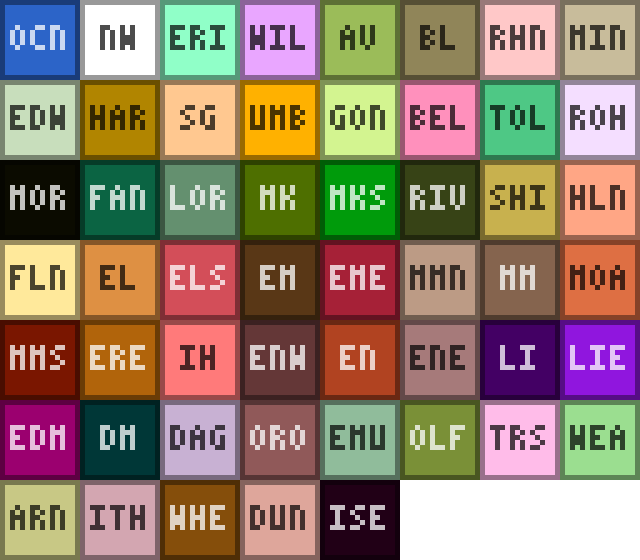 OCN NW ERI WIL AV BL RHN MIN
EDW HAR SG UMB GON BEL TOL ROH
MOR FAN LOR MK MKS RIV SHI HLN
FLN EL ELS EM EME MMN MM MOA
MMS ERE IH ENW EN ENE LI LIE
EDM DM DAG ORO EMU OLF TRS WEA
ARN ITH WHE DUN ISE